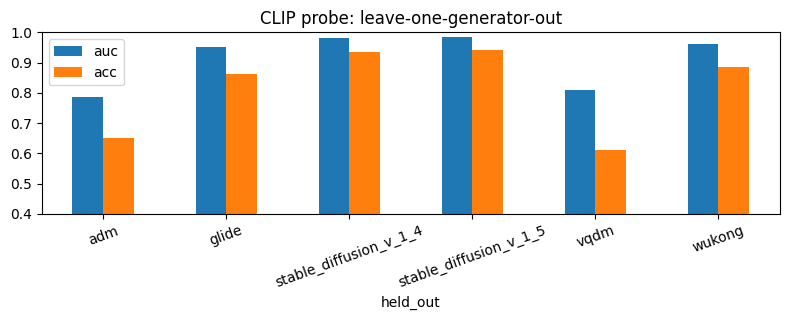 CLIP probe: leave-one-generator-out
1.0
0.9
0.8
0.7
0.6
0.5
0.4
auc
acc
adm
glide
stable_diffusion_v_1_4
stable_diffusion_v_1_5
vqdm
wukong
held_out